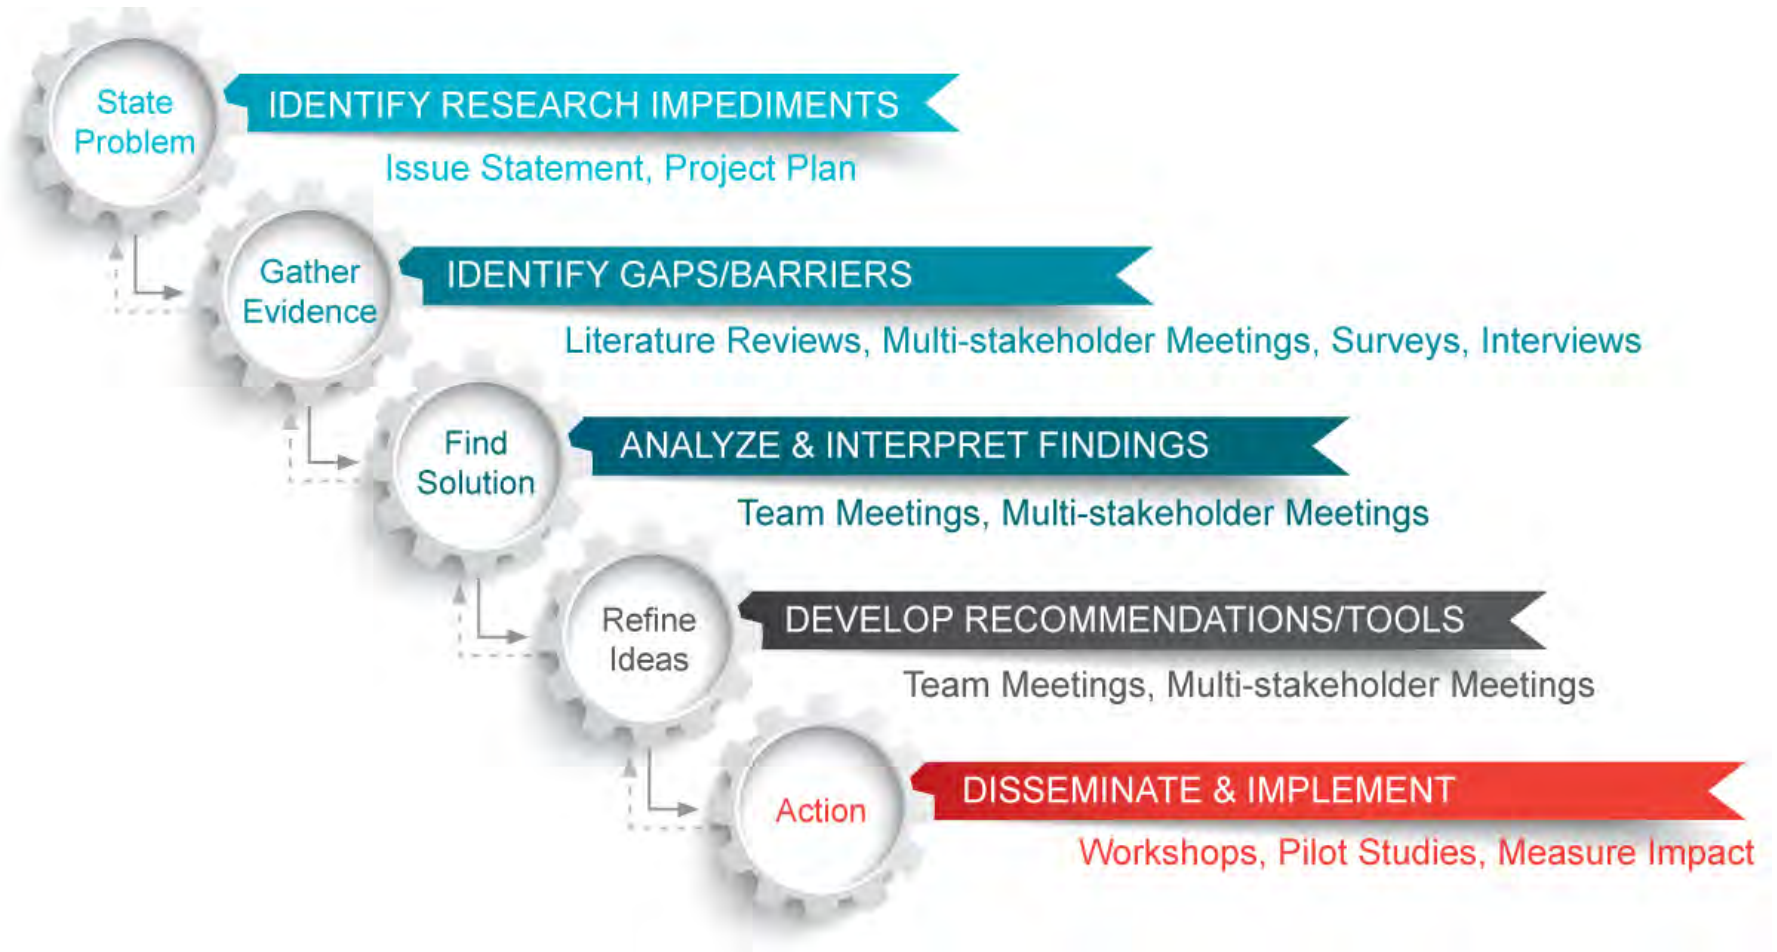 State
Problem
IDENTIFY RESEARCH IMPEDIMENTS
Issue Statement, Project Plan
Gather
Evidence
IDENTIFY GAPS/BARRIERS
Literature Reviews, Multi-stakeholder Meetings, Surveys, Interviews
Find
Solution
ANALYZE & INTERPRET FINDINGS
Team Meetings, Multi-stakeholder Meetings
Refine
Ideas
DEVELOP RECOMMENDATIONS/TOOLS
Team Meetings, Multi-stakeholder Meetings
Action
DISSEMINATE & IMPLEMENT
Workshops, Pilot Studies, Measure Impact